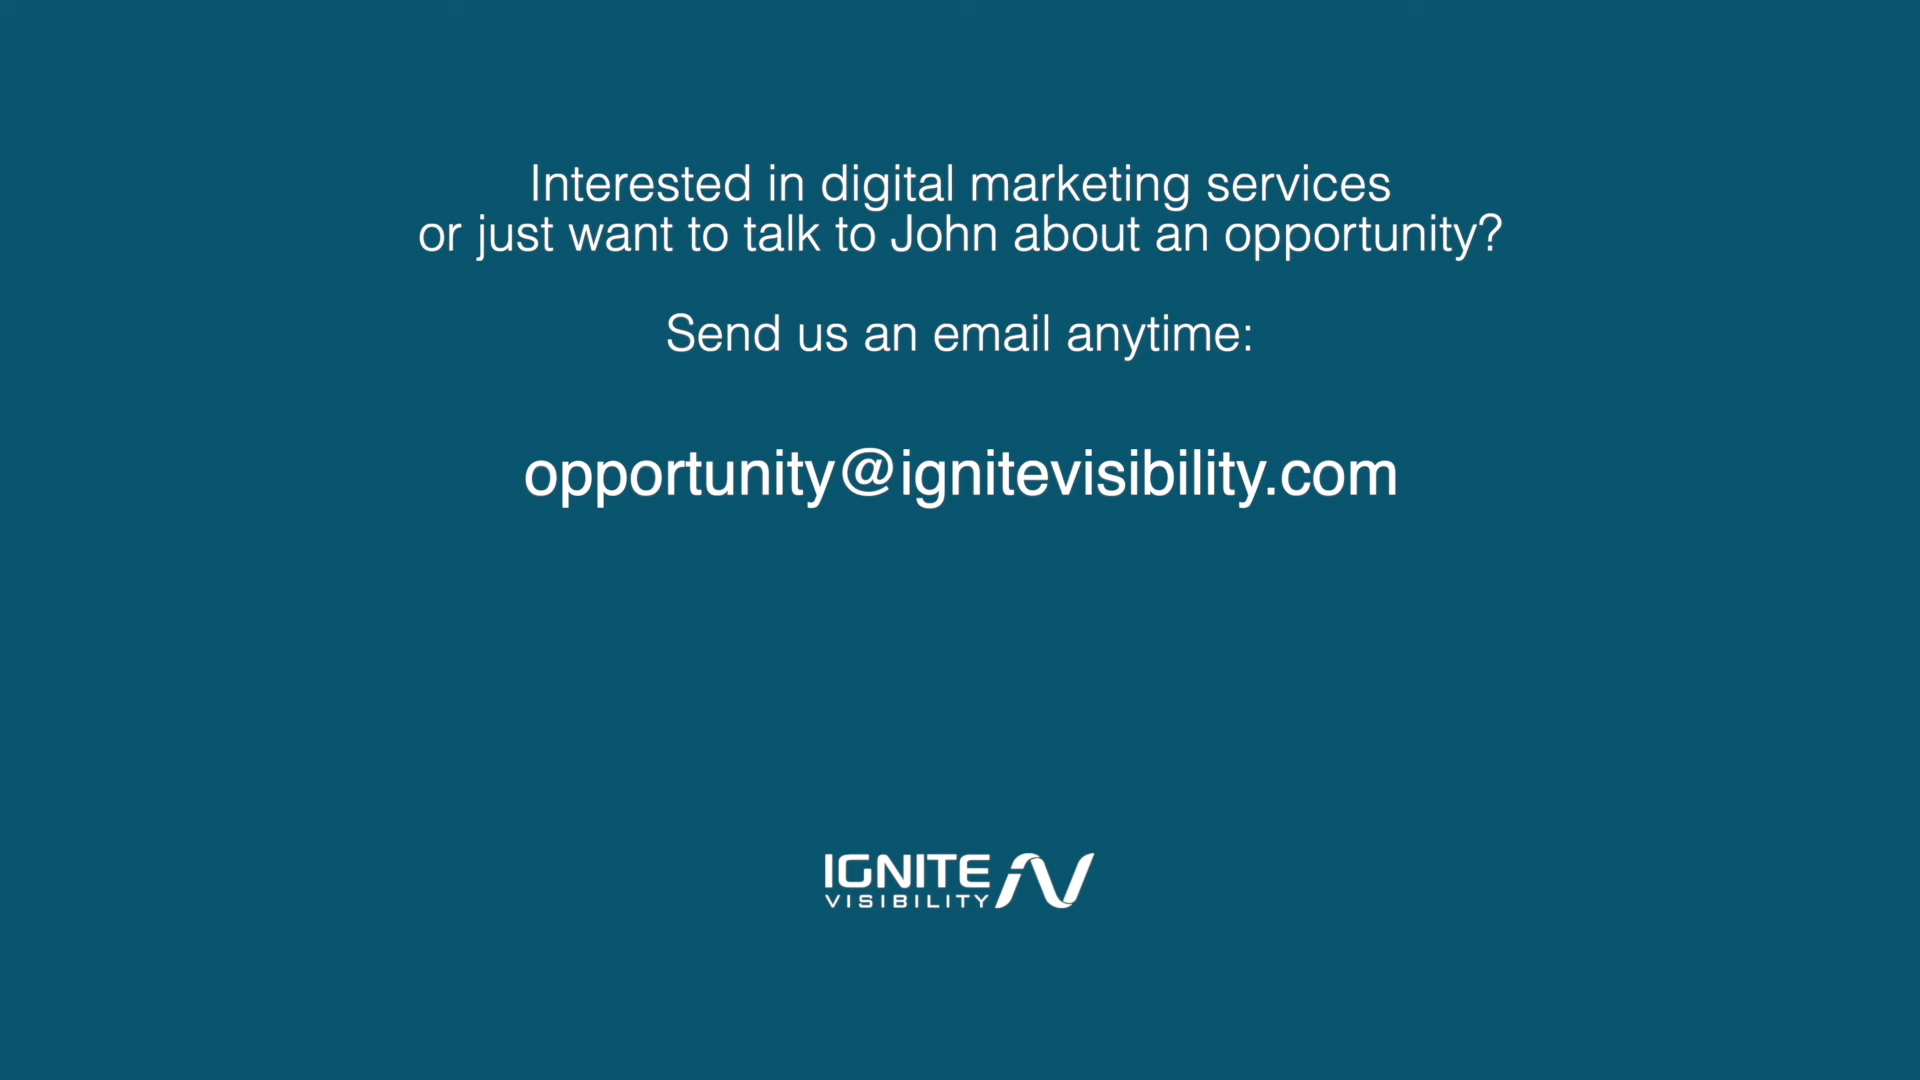 Interested in digital marketing services
or just want to talk to John about an opportunity?
Send us an email anytime:
opportunity@ignitevisibility.com
IGNITE
VISIBILITY